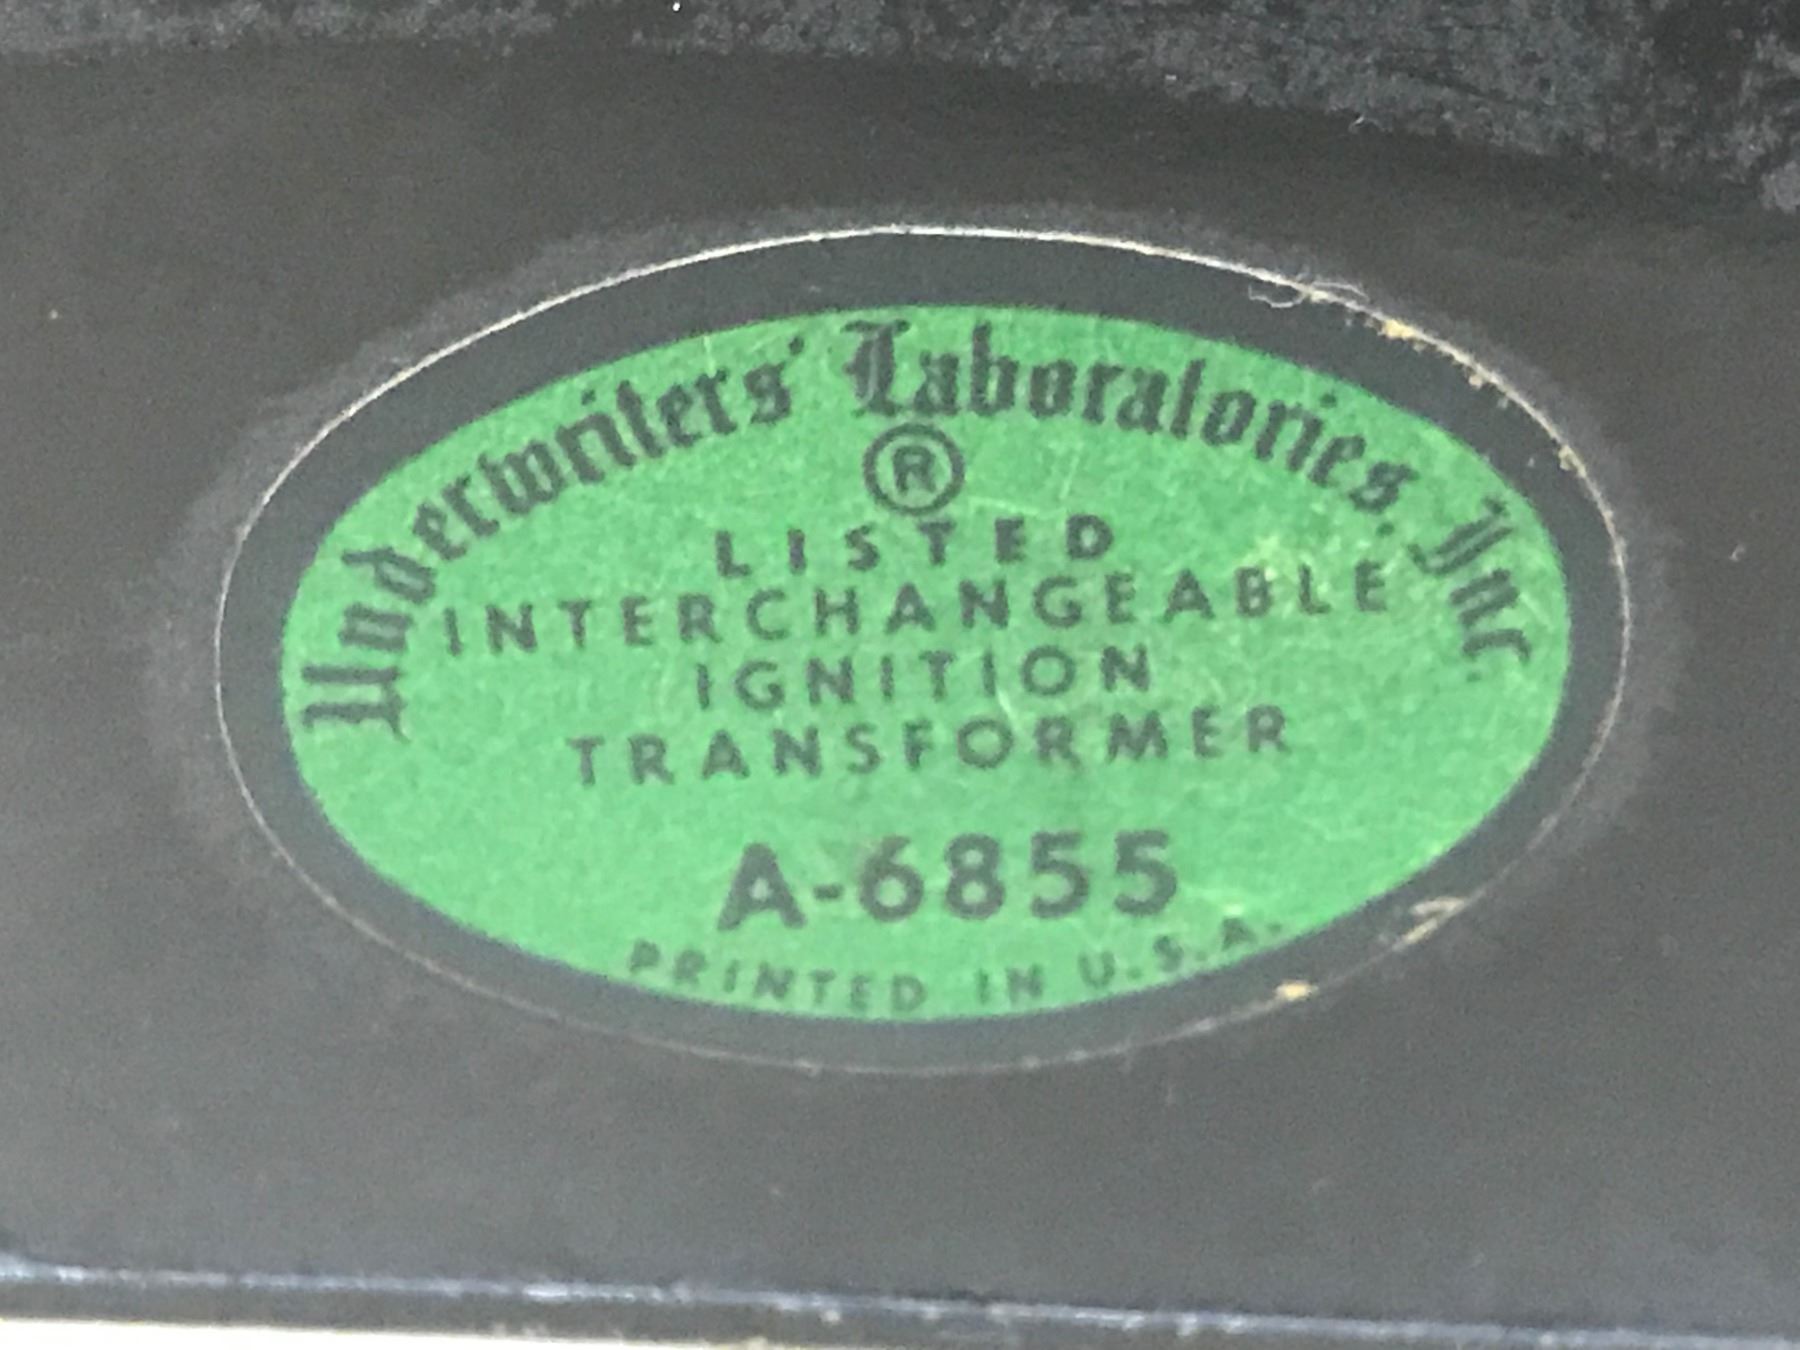 Underwriters' Laboratories, Inc.
®
LISTED
INTERCHANGEABLE
IGNITION
TRANSFORMER
A-6855
PRINTED IN U.S.A.